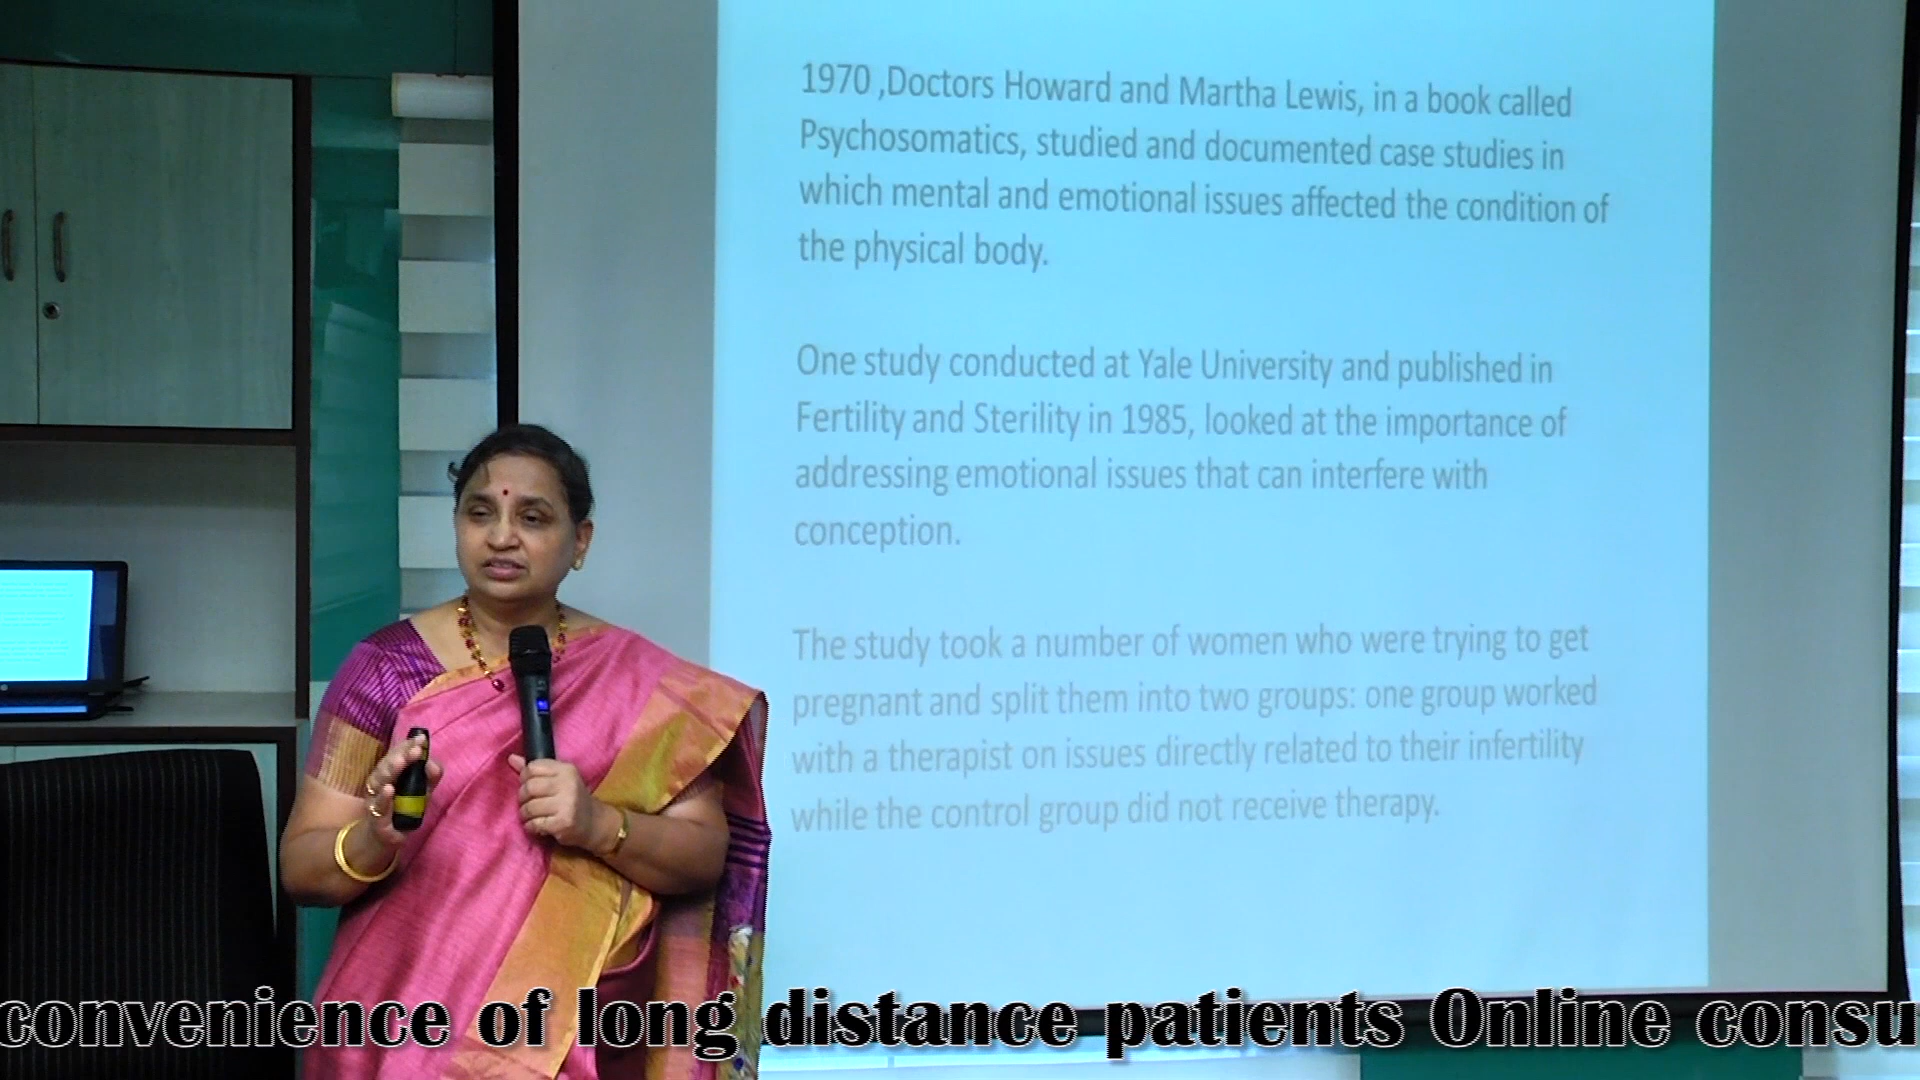 1970 ,Doctors Howard and Martha Lewis, in a book called
Psychosomatics, studied and documented case studies in
which mental and emotional issues affected the condition of
the physical body.
One study conducted at Yale University and published in
Fertility and Sterility in 1985, looked at the importance of
addressing emotional issues that can interfere with
conception.
The study took a number of women who were trying to get
pregnant and split them into two groups: one group worked
with a therapist on issues directly related to their infertility
while the control group did not receive therapy.
convenience of long distance patients Online consu